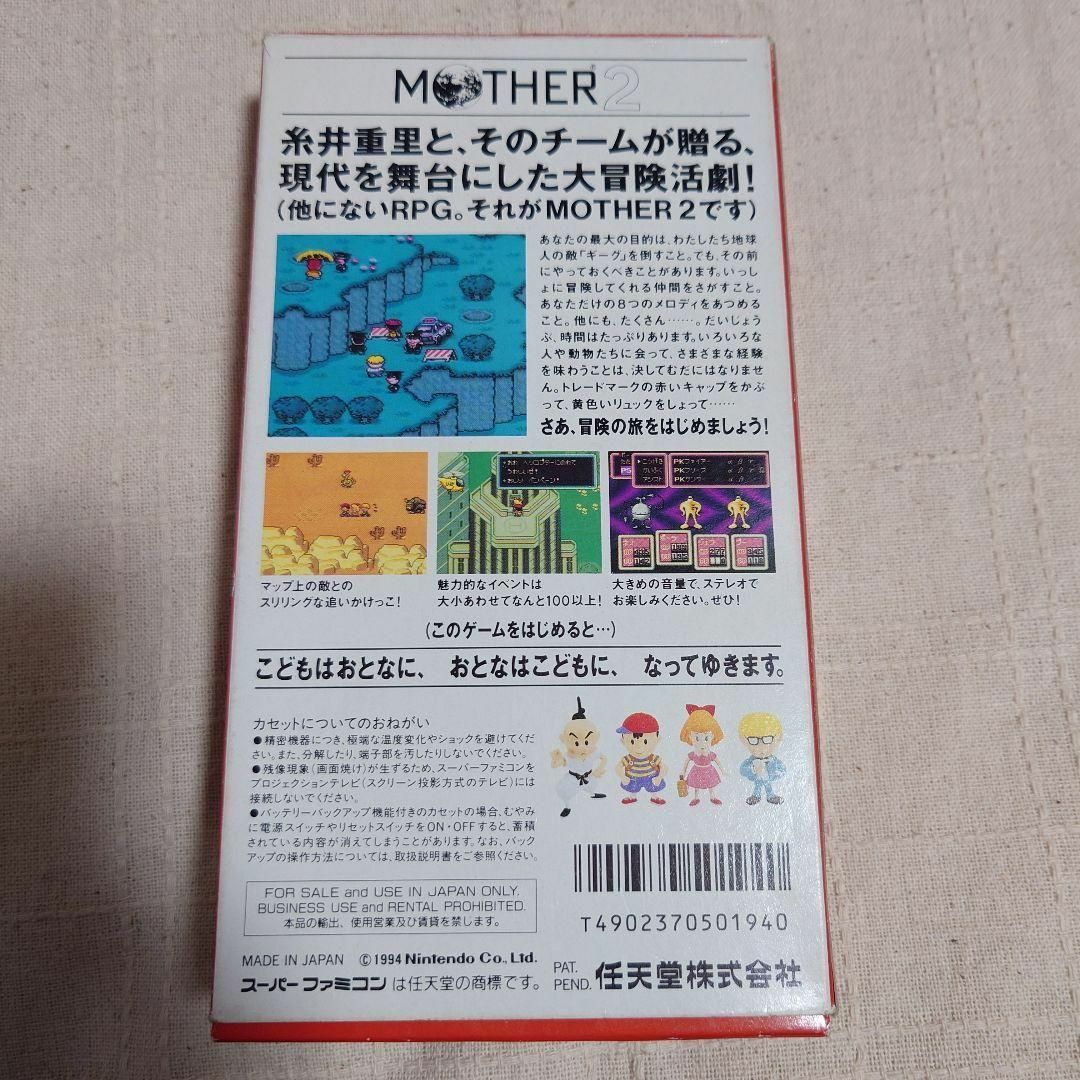 MOTHER 2
糸井重里と、そのチームが贈る、
現代を舞台にした大冒険活劇！
(他にないRPG。それがMOTHER 2です)
あなたの最大の目的は、わたしたち地球
人の敵「ギーグ」を倒すこと。でも、その前
にやっておくべきことがあります。いっし
ょに冒険してくれる仲間をさがすこと。
あなただけの8つのメロディをあつめる
こと。他にも、たくさん……。だいじょう
ぶ、時間はたっぷりあります。いろいろな
人や動物たちに会って、さまざまな経験
を味わうことは、決してむだにはなりませ
ん。トレードマークの赤いキャップをかぶ
って、黄色いリュックをしょって……
さあ、冒険の旅をはじめましょう！
PKファイヤー
PKフリーズ
PKサンダー
マップ上の敵との
スリリングな追いかけっこ！
魅力的なイベントは
大小あわせてなんと100以上！
大きめの音量で、ステレオで
お楽しみください。ぜひ！
(このゲームをはじめると…)
こどもはおとなに、 おとなはこどもに、 なってゆきます。
カセットについてのおねがい
●精密機器につき、極端な温度変化やショックを避けてくだ
さい。また、分解したり、端子部を汚したりしないでください。
●残像現象(画面焼け)が生ずるため、スーパーファミコンを
プロジェクションテレビ(スクリーン投影方式のテレビ)には
接続しないでください。
●バッテリーバックアップ機能付きのカセットの場合、むやみ
に電源スイッチやリセットスイッチをON・OFFすると、蓄積
されている内容が消えてしまうことがあります。なお、バック
アップの操作方法については、取扱説明書をご参照ください。
FOR SALE and USE IN JAPAN ONLY.
BUSINESS USE and RENTAL PROHIBITED.
本品の輸出、使用営業及び賃貸を禁します。
T4902370501940
MADE IN JAPAN ©1994 Nintendo Co., Ltd.
スーパーファミコンは任天堂の商標です。
PAT.
PEND.
任天堂株式会社